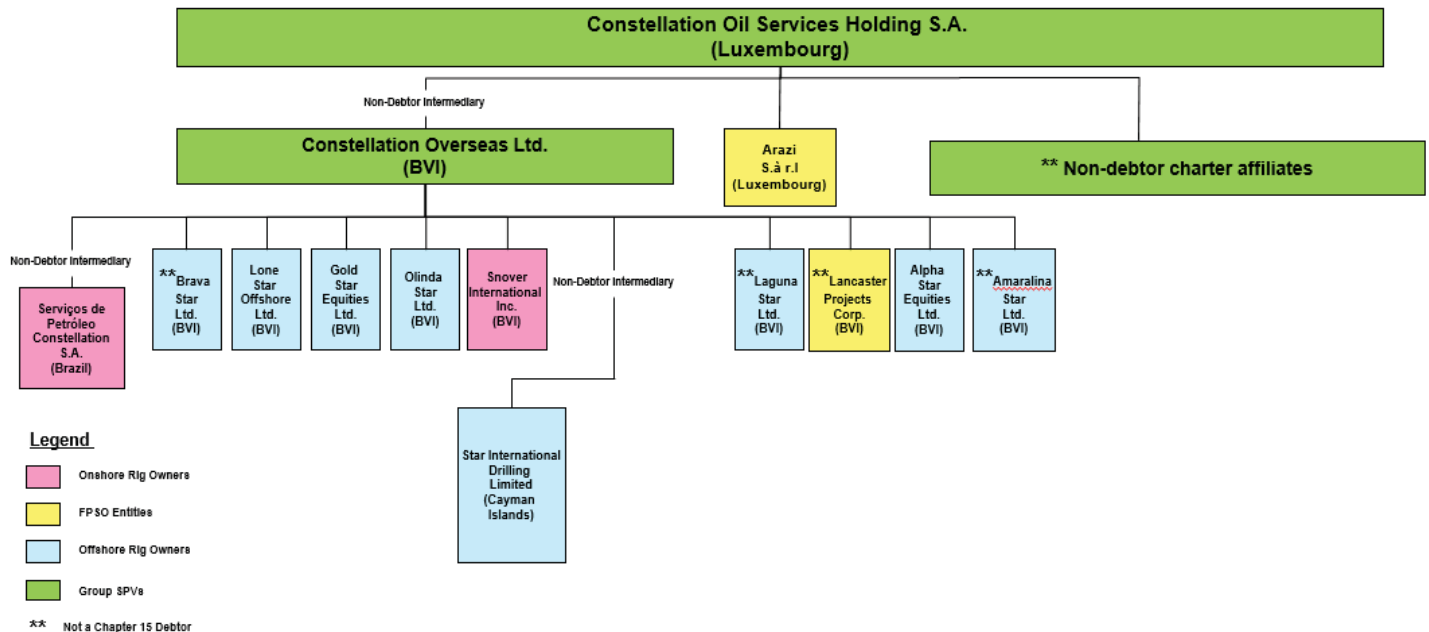 Constellation Oil Services Holding S.A.
(Luxembourg)
Non-Debtor Intermediary
Constellation Overseas Ltd.
(BVI)
Arazi
S.à r.l
(Luxembourg)
** Non-debtor charter affiliates
Non-Debtor Intermediary
Serviços de
Petróleo
Constellation
S.A.
(Brazil)
**Brava
Star
Ltd.
(BVI)
Lone
Star
Offshore
Ltd.
(BVI)
Gold
Star
Equities
Ltd.
(BVI)
Olinda
Star
Ltd.
(BVI)
Snover
International
Inc.
(BVI)
Non-Debtor Intermediary
Star International
Drilling
Limited
(Cayman
Islands)
**Laguna
Star
Ltd.
(BVI)
**Lancaster
Projects
Corp.
(BVI)
Alpha
Star
Equities
Ltd.
(BVI)
**Amaralina
Star
Ltd.
(BVI)
Legend
Onshore Rig Owners
FPSO Entities
Offshore Rig Owners
Group SPVs
** Not a Chapter 15 Debtor